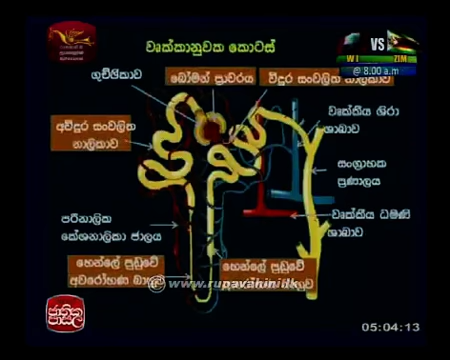 වෘක්කානුවක කොටස්
VS
W I
ZIM
@ 8:00 a.m
ගුච්ඡිකාව
බෝමන් ප්‍රාවරය
විදුර සංවලිත නාලිකාව
අවිදුර සංවලිත
නාලිකාව
වෘක්කීය ශිරා
ශාඛාව
සංග්‍රාහක
ප්‍රණාලය
පරිනාලික
කේශනාලිකා ජාලය
වෘක්කීය ධමනි
ශාඛාව
හෙන්ලේ පුඩුවේ
අවරෝහණ බාහුව
හෙන්ලේ පුඩුවේ
© www.rupavahini.lk
ජාතික
පාසල
05:04:13